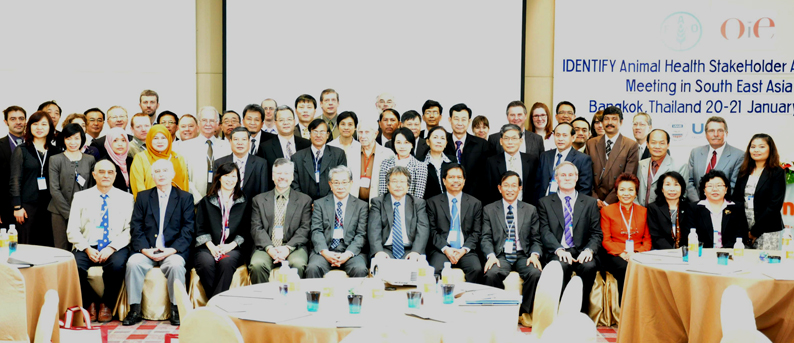 OiE
IDENTIFY Animal Health StakeHolder A
Meeting in South East Asia
Bangkok, Thailand 20-21 January